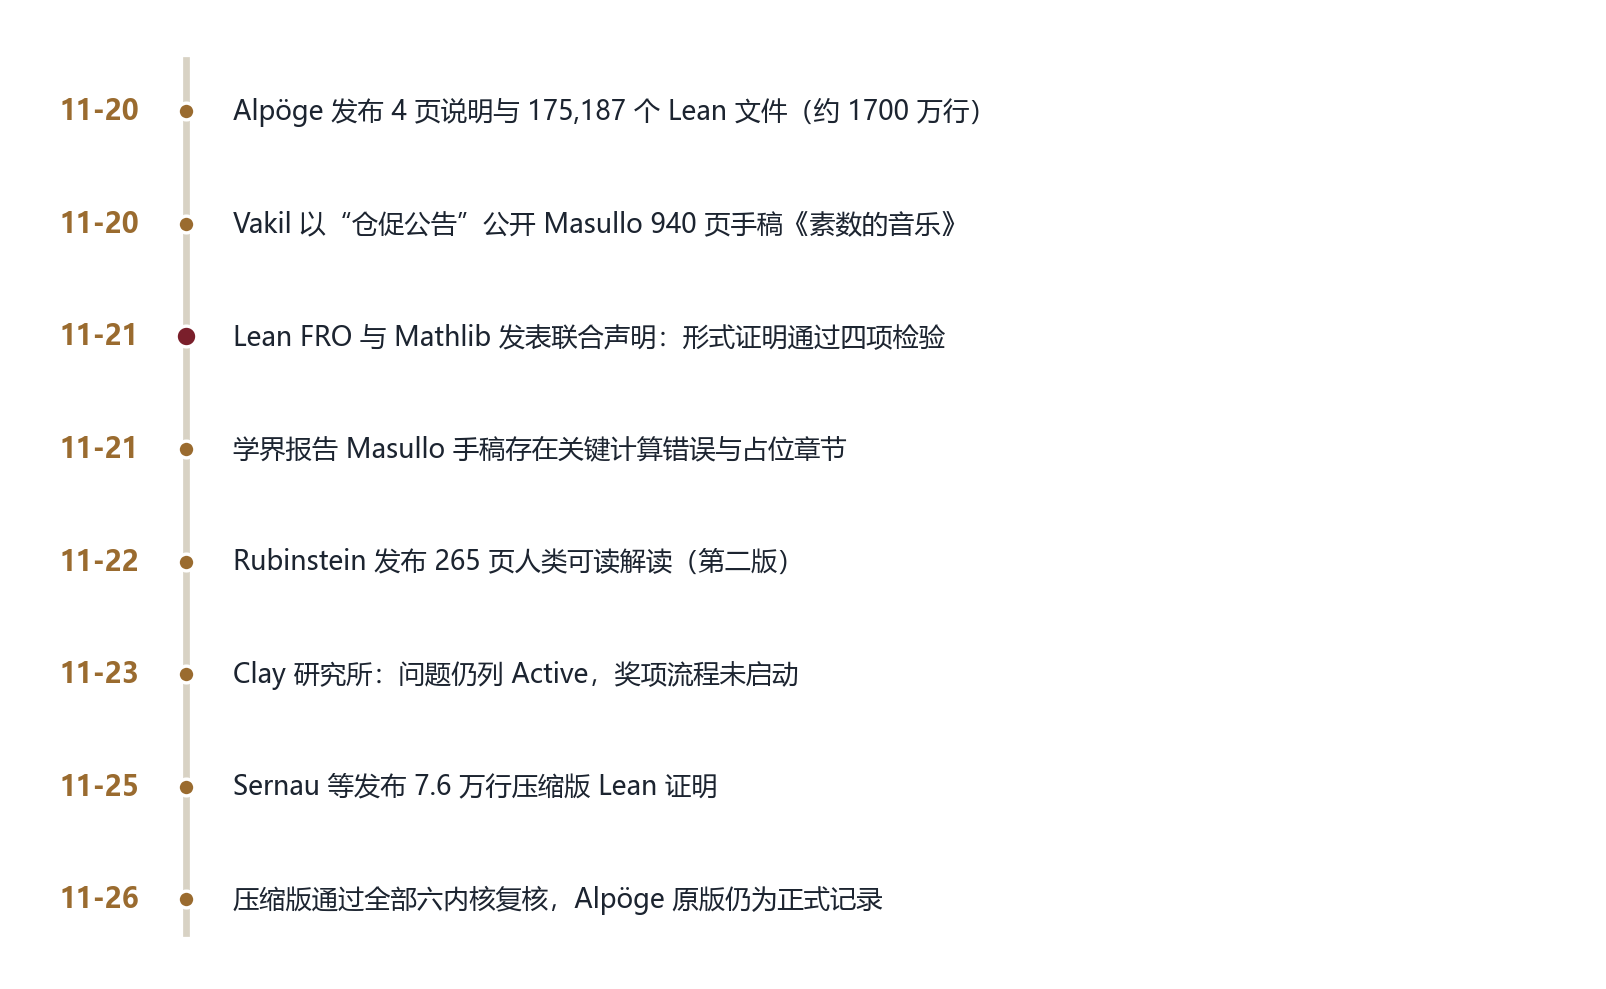 11-20 Alpöge 发布 4 页说明与 175,187 个 Lean 文件（约 1700 万行）
11-20 Vakil 以“仓促公告”公开 Masullo 940 页手稿《素数的音乐》
11-21 Lean FRO 与 Mathlib 发表联合声明：形式证明通过四项检验
11-21 学界报告 Masullo 手稿存在关键计算错误与占位章节
11-22 Rubinstein 发布 265 页人类可读解读（第二版）
11-23 Clay 研究所：问题仍列 Active，奖项流程未启动
11-25 Sernau 等发布 7.6 万行压缩版 Lean 证明
11-26 压缩版通过全部六内核复核，Alpöge 原版仍为正式记录